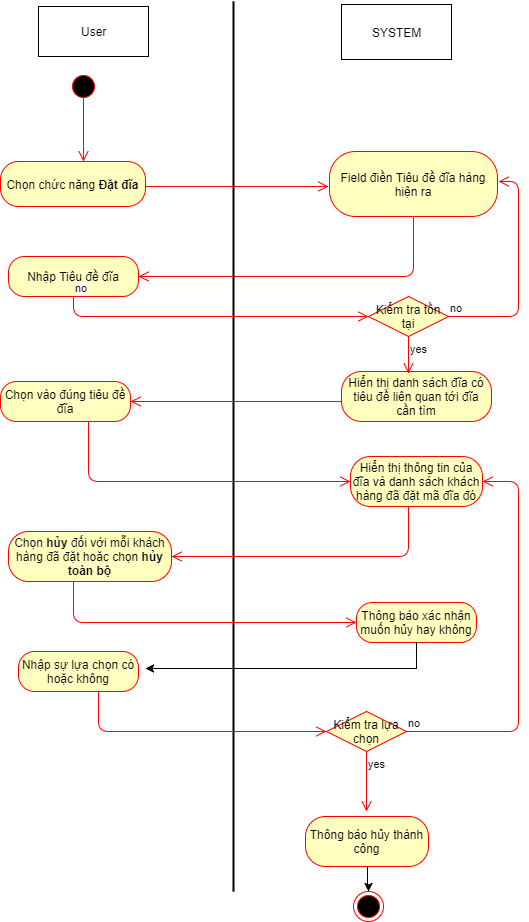 User
SYSTEM
Chọn chức năng Đặt đĩa
Field điền Tiêu đề đĩa hàng
hiện ra
Nhập Tiêu đề đĩa
no
Kiểm tra tồn
tại
no
yes
Hiển thị danh sách đĩa có
tiêu đề liên quan tới đĩa
cần tìm
Chọn vào đúng tiêu đề
đĩa
Hiển thị thông tin của
đĩa và danh sách khách
hàng đã đặt mã đĩa đó
Chọn hủy đối với mỗi khách
hàng đã đặt hoặc chọn hủy
toàn bộ
Thông báo xác nhận
muốn hủy hay không
Nhập sự lựa chọn có
hoặc không
Kiểm tra lựa
chọn
no
yes
Thông báo hủy thành
công